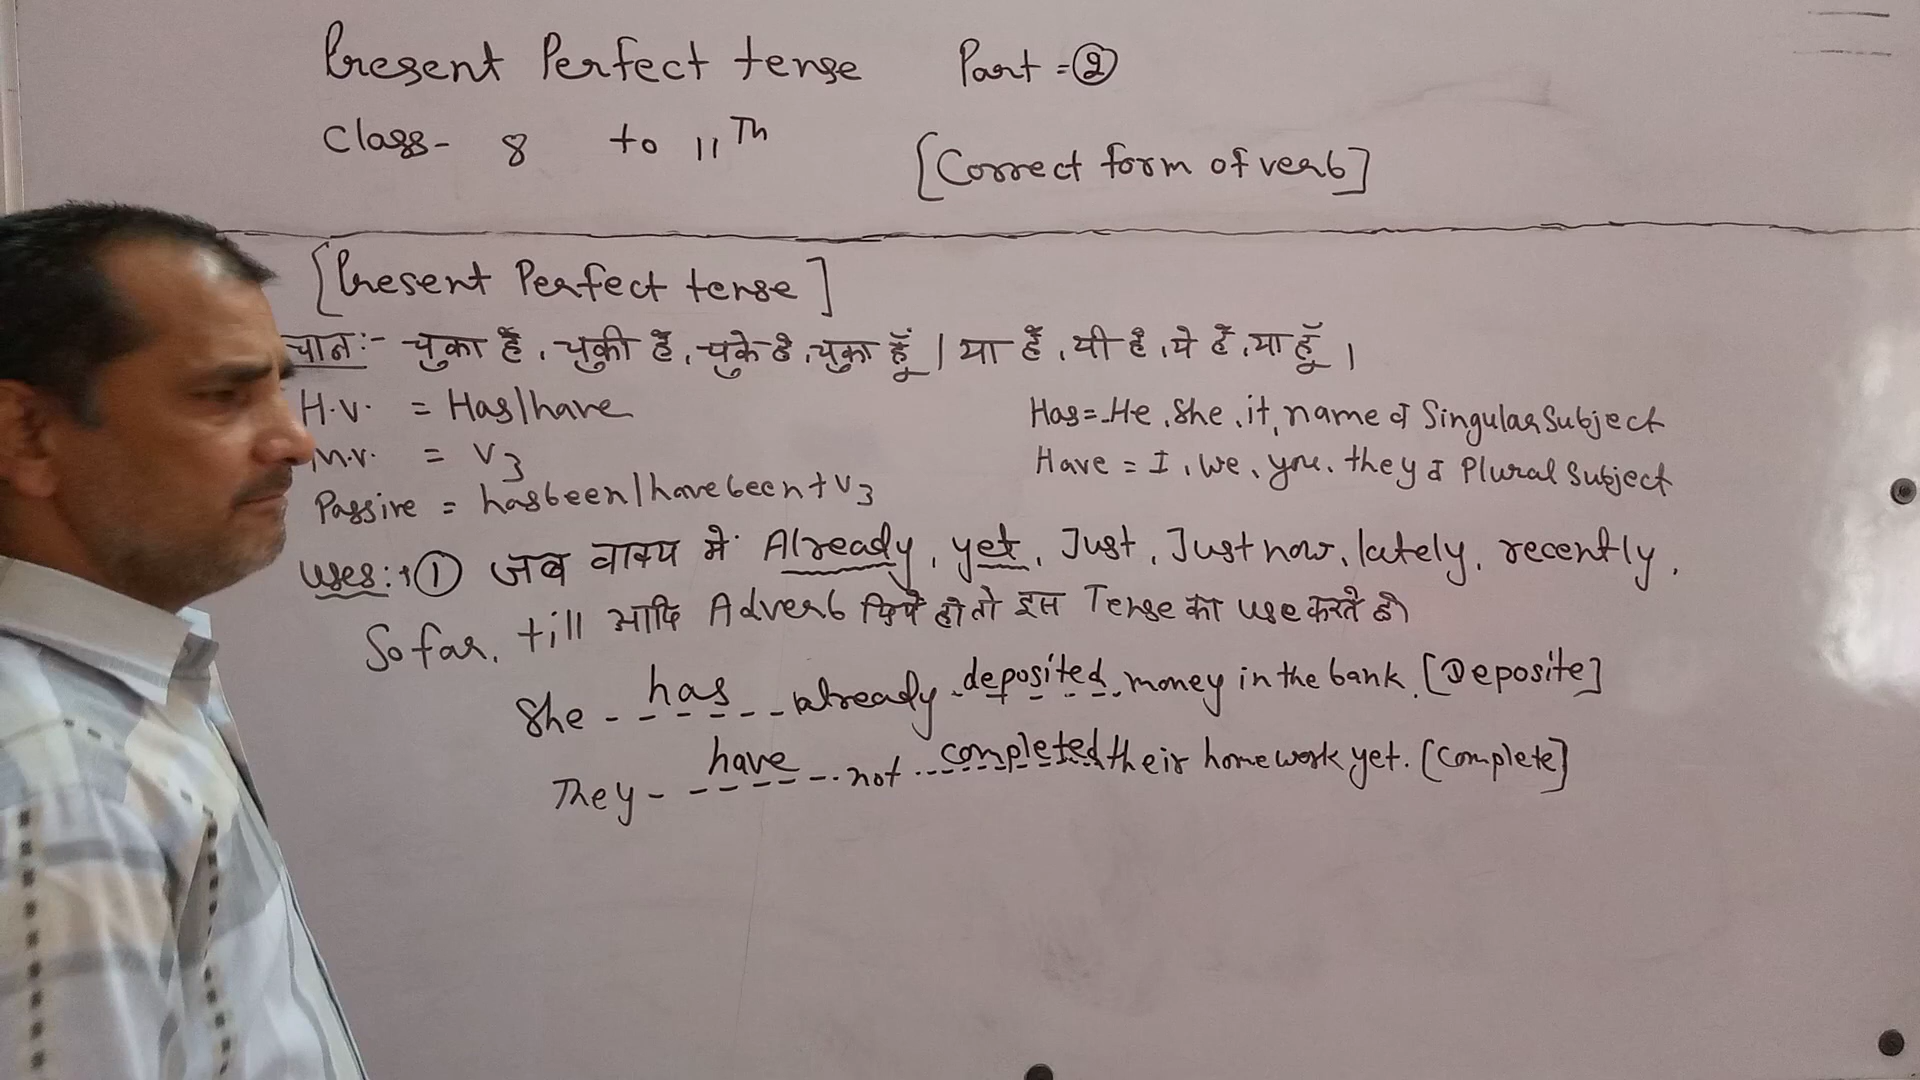 Present Perfect tense Part = ②
Class - 8 to 11Th
[Correct form of verb]
[Present Perfect tense]
चान :- चुका है, चुकी है, चुके है, चुका हूँ । या है, यी है, ये हैं, या हूँ ।
H.V. = Has/have
Has = He, She, it, name व Singular Subject
M.V. = V3
Have = I, We, you, they व Plural Subject
Passive = has been/have been + V3
Uses :→ ① जब वाक्य मे Already, yet, Just, Just now, lately, recently,
So far, till आदि Adverb दिये हो तो इस Tense का use करते है।
She ------ has already deposited money in the bank. [Deposite]
They ------ have not completed their homework yet. [Complete]